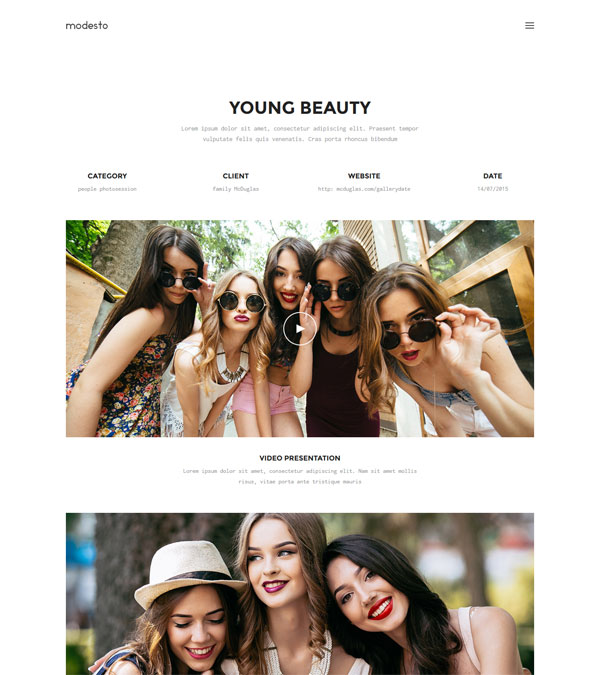 modesto
YOUNG BEAUTY
Lorem ipsum dolor sit amet, consectetur adipiscing elit. Praesent tempor
vulputate felis quis venenatis. Cras porta rhoncus bibendum
CATEGORY
people photosession
CLIENT
family McDuglas
WEBSITE
http: moduglas.com/gallerydate
DATE
14/07/2015
VIDEO PRESENTATION
Lorem ipsum dolor sit amet, consectetur adipiscing elit. Nam sit amet mollis
risus, vitae porta ante tristique mauris